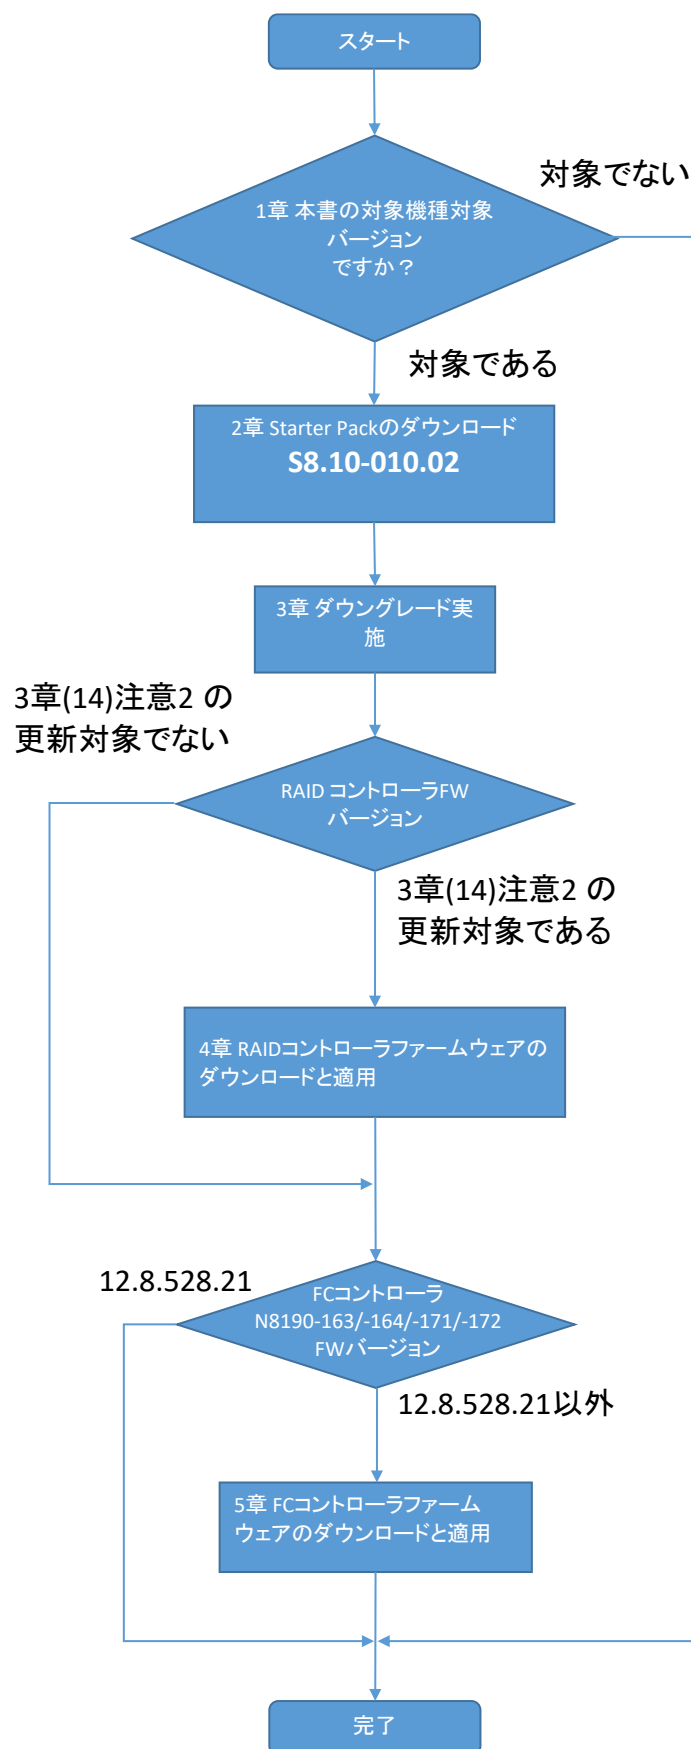 スタート
対象でない
1章 本書の対象機種対象
バージョン
ですか？
対象である
2章 Starter Packのダウンロード
S8.10-010.02
3章 ダウングレード実
施
3章(14)注意2 の
更新対象でない
RAID コントローラFW
バージョン
3章(14)注意2 の
更新対象である
4章 RAIDコントローラファームウェアの
ダウンロードと適用
12.8.528.21
FCコントローラ
N8190-163/-164/-171/-172
FWバージョン
12.8.528.21以外
5章 FCコントローラファーム
ウェアのダウンロードと適用
完了